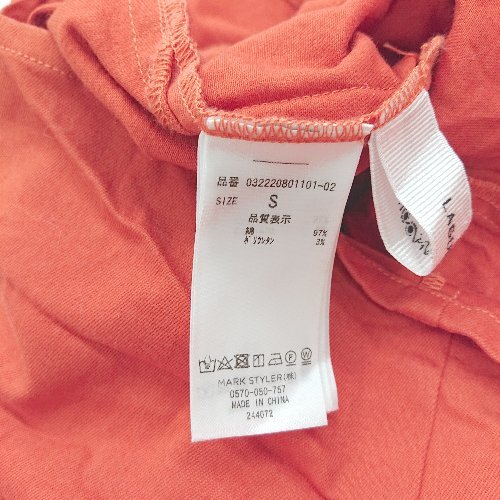 品番 032220801101-02
SIZE S
品質表示
綿 97%
ポリウレタン 3%
MARK STYLER(株)
0570-050-757
MADE IN CHINA
244072